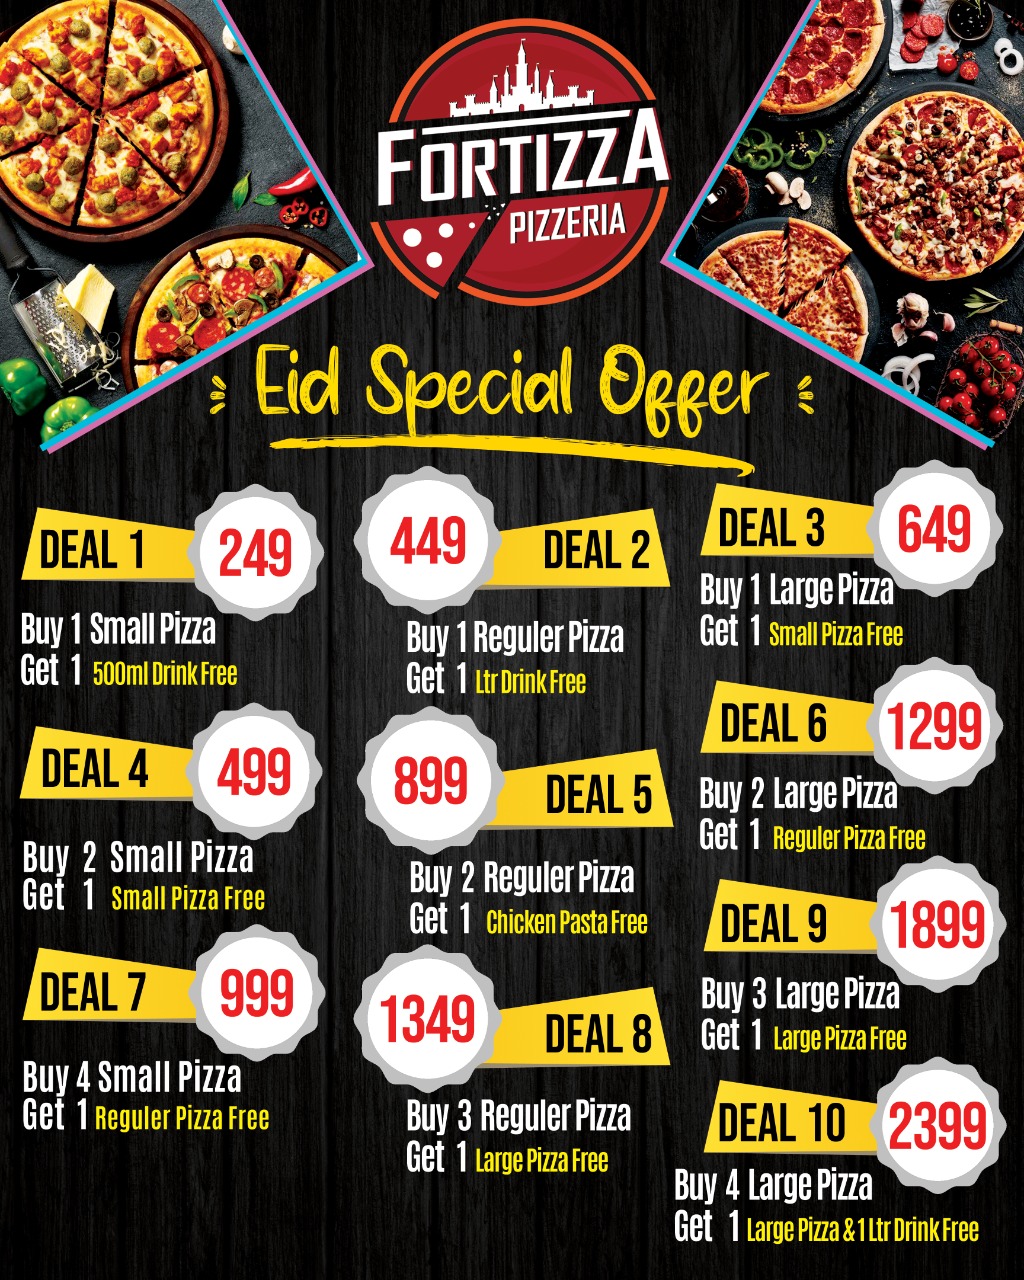 FORTIZZA
PIZZERIA
Eid Special Offer
DEAL 1
249
Buy 1 Small Pizza
Get 1 500ml Drink Free
449
DEAL 2
Buy 1 Reguler Pizza
Get 1 Ltr Drink Free
DEAL 3
649
Buy 1 Large Pizza
Get 1 Small Pizza Free
DEAL 4
499
Buy 2 Small Pizza
Get 1 Small Pizza Free
899
DEAL 5
Buy 2 Reguler Pizza
Get 1 Chicken Pasta Free
DEAL 6
1299
Buy 2 Large Pizza
Get 1 Reguler Pizza Free
DEAL 7
999
Buy 4 Small Pizza
Get 1 Reguler Pizza Free
1349
DEAL 8
Buy 3 Reguler Pizza
Get 1 Large Pizza Free
DEAL 9
1899
Buy 3 Large Pizza
Get 1 Large Pizza Free
DEAL 10
2399
Buy 4 Large Pizza
Get 1 Large Pizza & 1 Ltr Drink Free